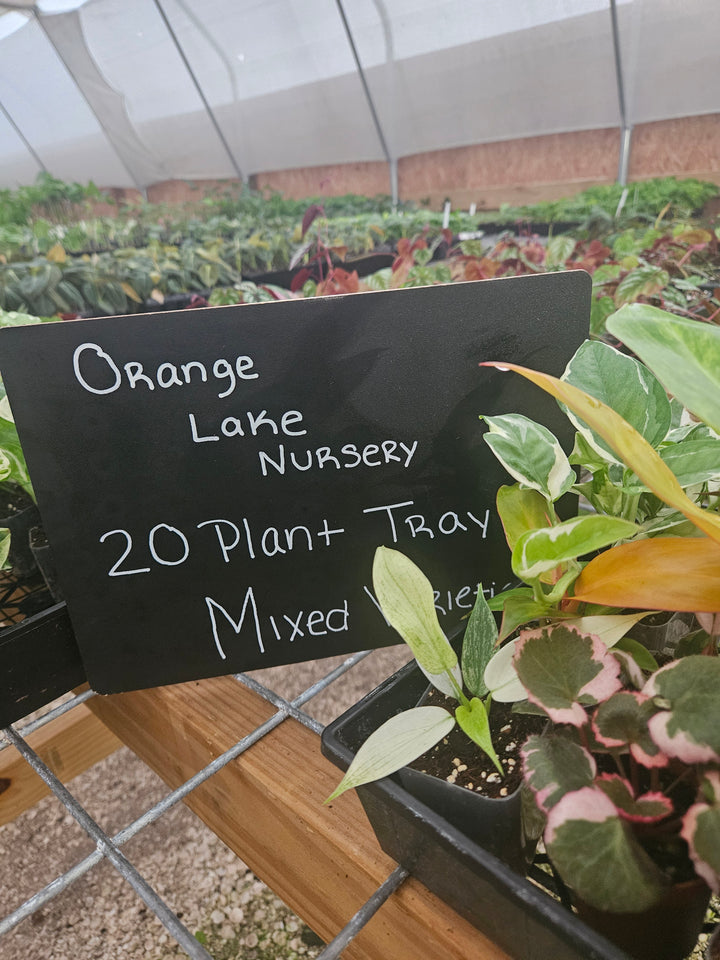 Orange
Lake
Nursery
20 Plant Tray
Mixed